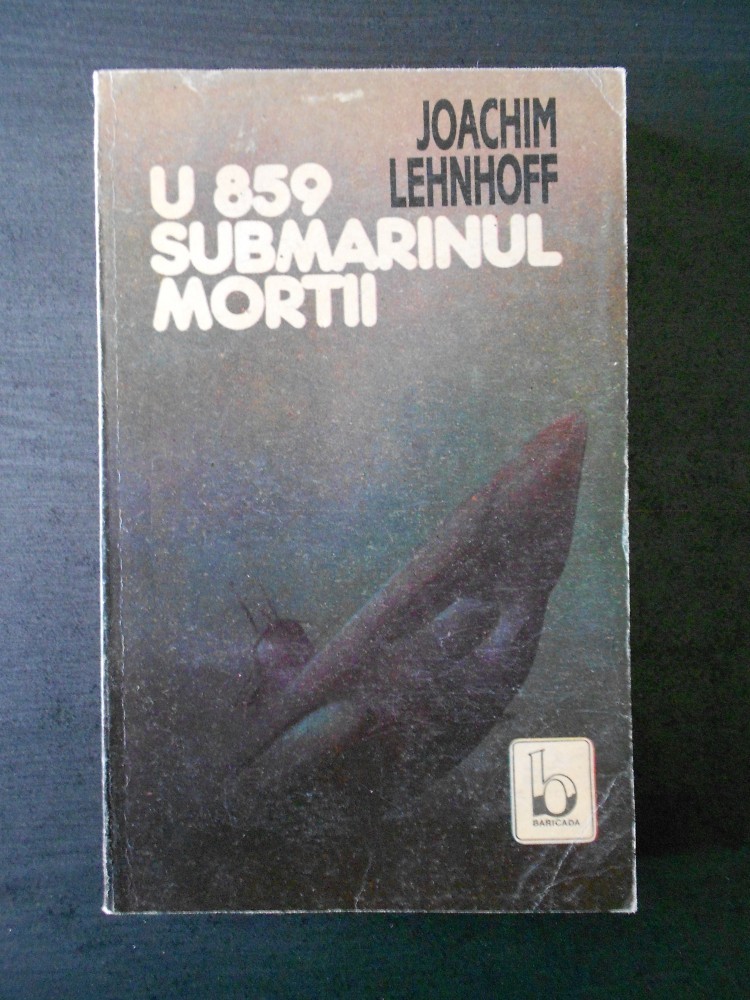 JOACHIM
LEHNHOFF
U 859
SUBMARINUL
MORTII
b
BARICADA